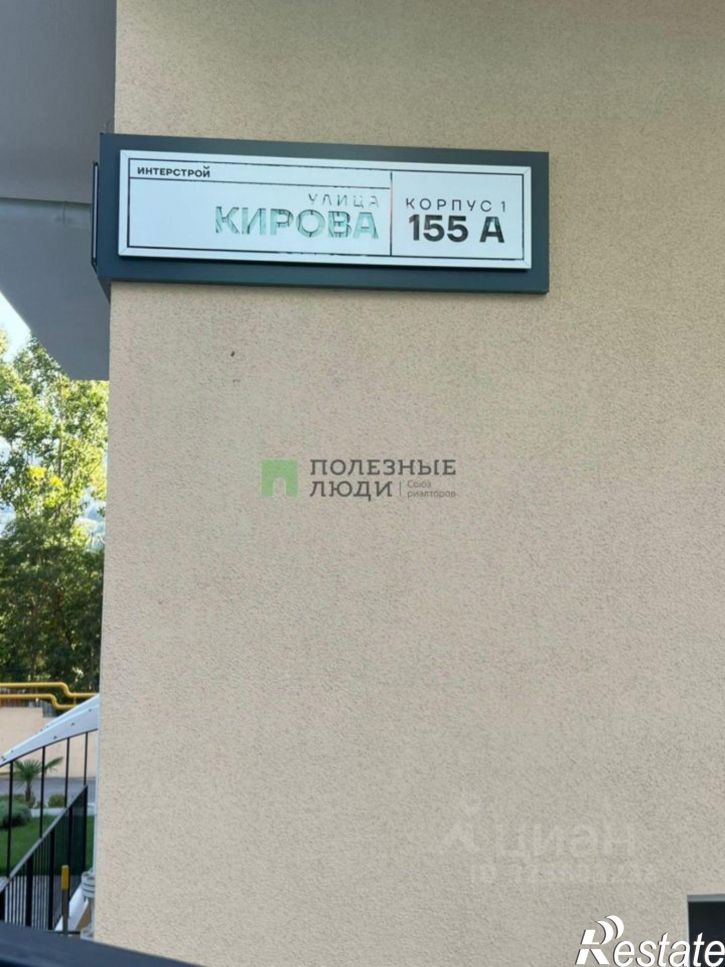 ИНТЕРСТРОЙ
УЛИЦА
КИРОВА
КОРПУС 1
155 А
ПОЛЕЗНЫЕ
ЛЮДИ
Союз
риэлторов
циан
Restate